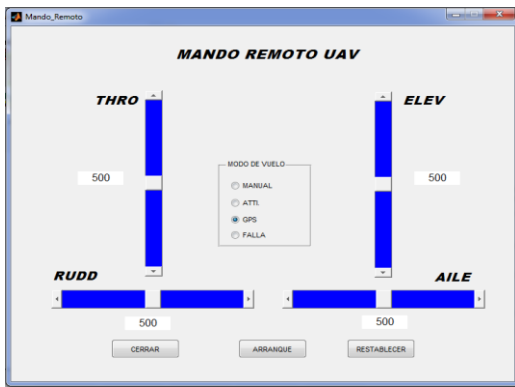 Mando_Remoto
MANDO REMOTO UAV
THRO
ELEV
500
MODO DE VUELO
MANUAL
ATTI.
GPS
FALLA
500
RUDD
AILE
500
500
CERRAR
ARRANQUE
RESTABLECER